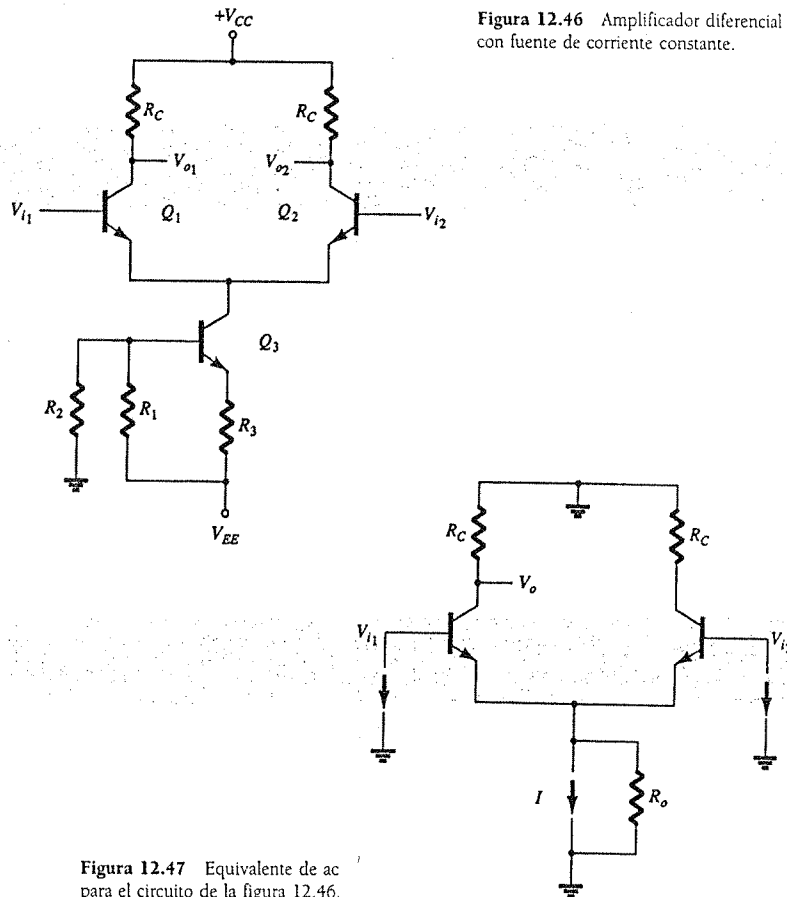 +V_CC
Figura 12.46 Amplificador diferencial
con fuente de corriente constante.
R_C
R_C
V_o1
V_o2
V_i1
Q_1
Q_2
V_i2
Q_3
R_2
R_1
R_3
V_EE
R_C
R_C
V_o
V_i1
I
R_o
Figura 12.47 Equivalente de ac
para el circuito de la figura 12.46.